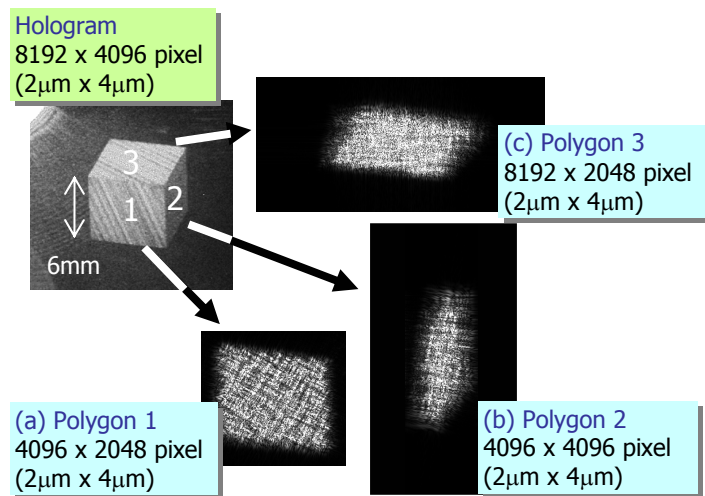 Hologram
8192 x 4096 pixel
(2μm x 4μm)
3
2
1
6mm
(c) Polygon 3
8192 x 2048 pixel
(2μm x 4μm)
(a) Polygon 1
4096 x 2048 pixel
(2μm x 4μm)
(b) Polygon 2
4096 x 4096 pixel
(2μm x 4μm)